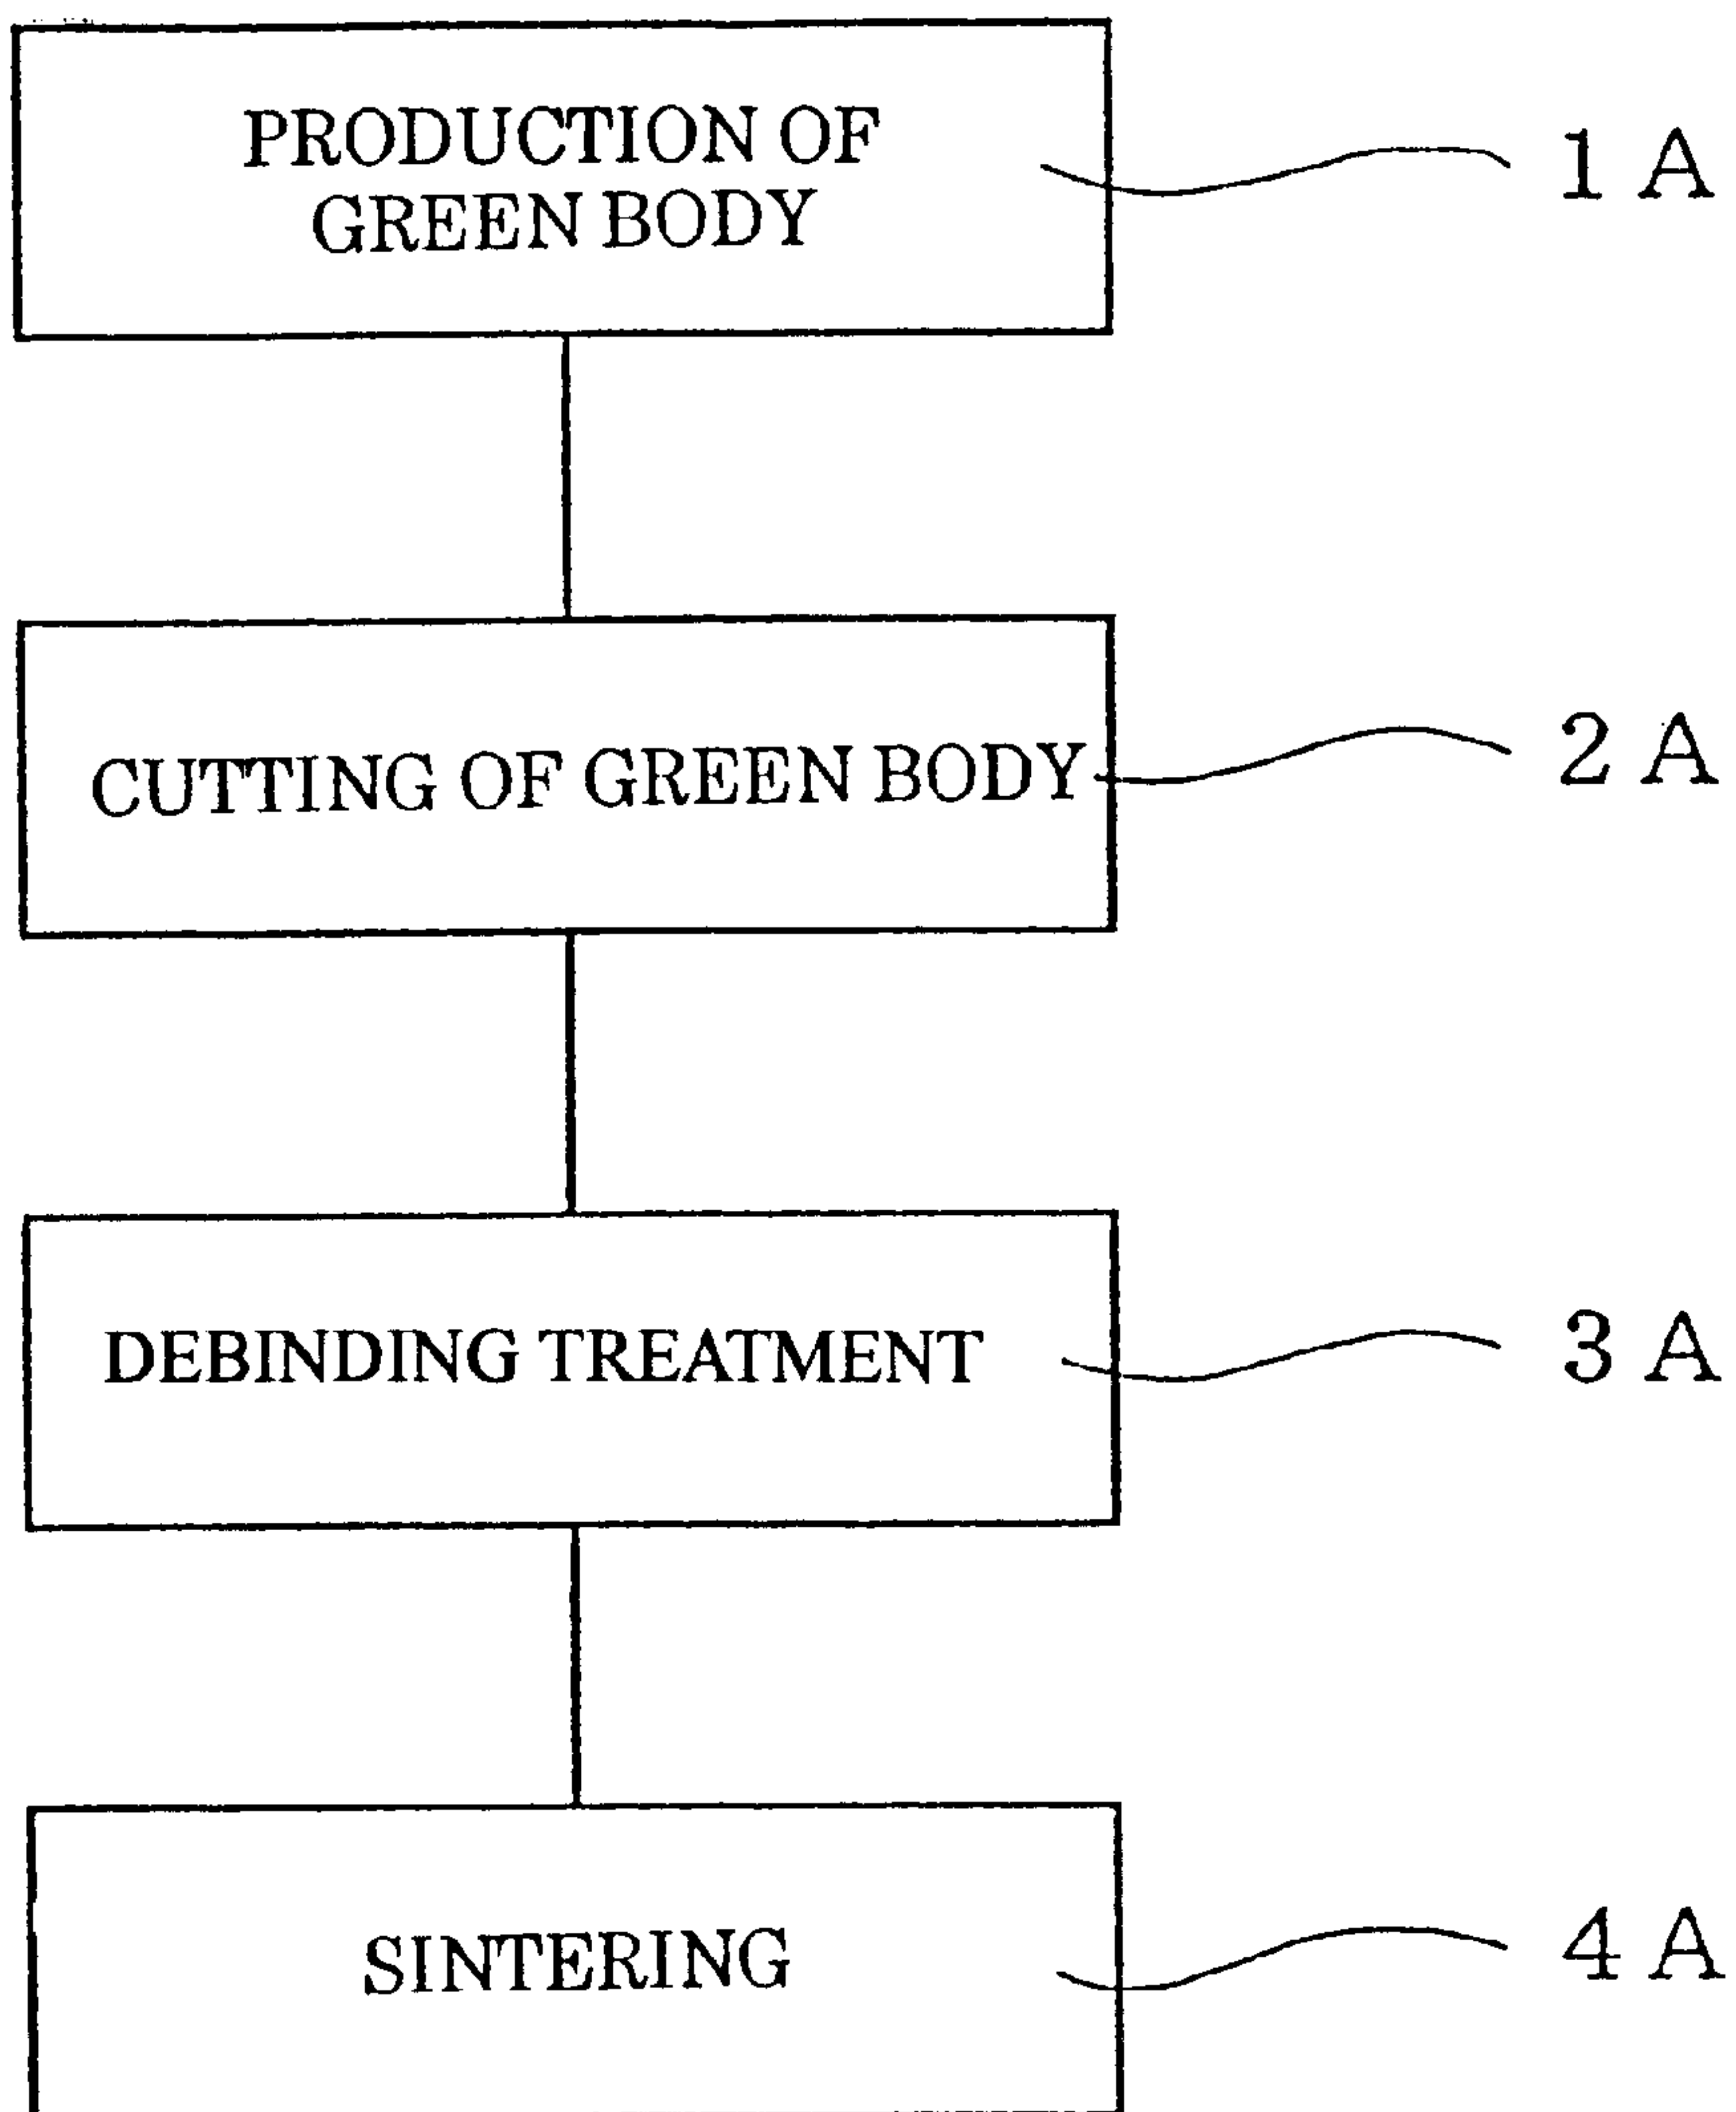 PRODUCTION OF
GREEN BODY
1 A
CUTTING OF GREEN BODY
2 A
DEBINDING TREATMENT
3 A
SINTERING
4 A